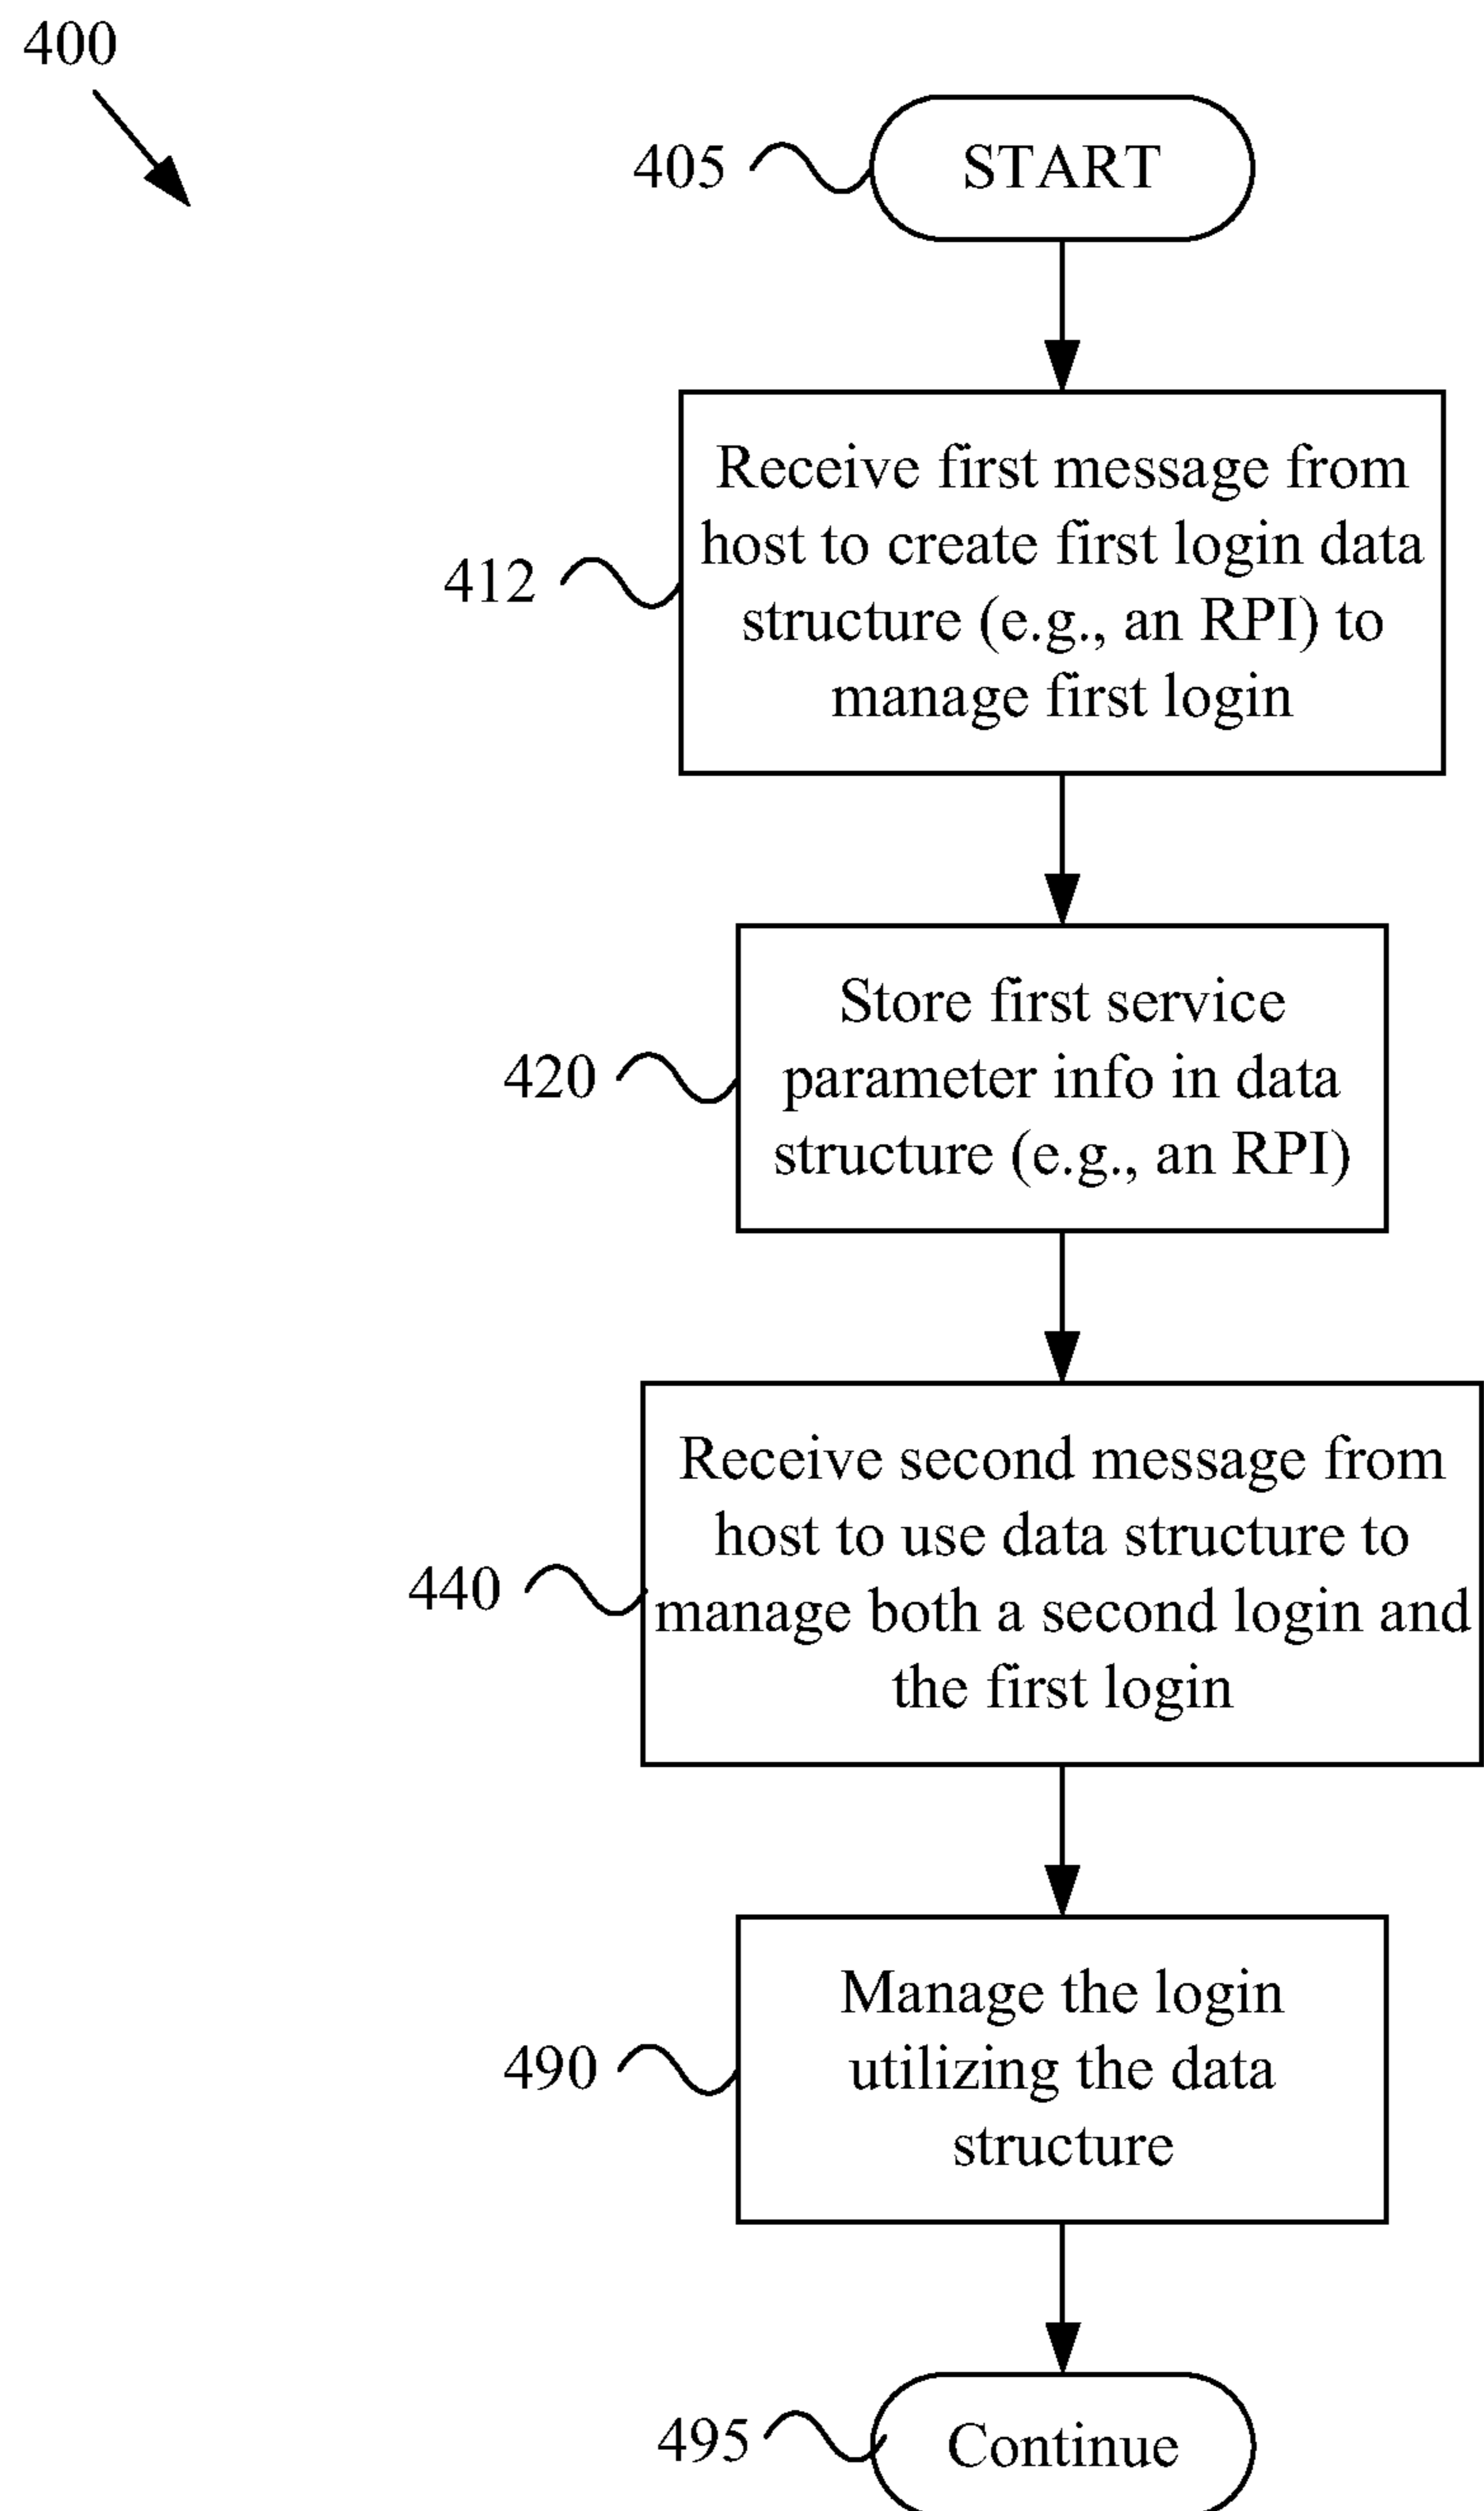 400
405
START
412
Receive first message from
host to create first login data
structure (e.g., an RPI) to
manage first login
420
Store first service
parameter info in data
structure (e.g., an RPI)
440
Receive second message from
host to use data structure to
manage both a second login and
the first login
490
Manage the login
utilizing the data
structure
495
Continue